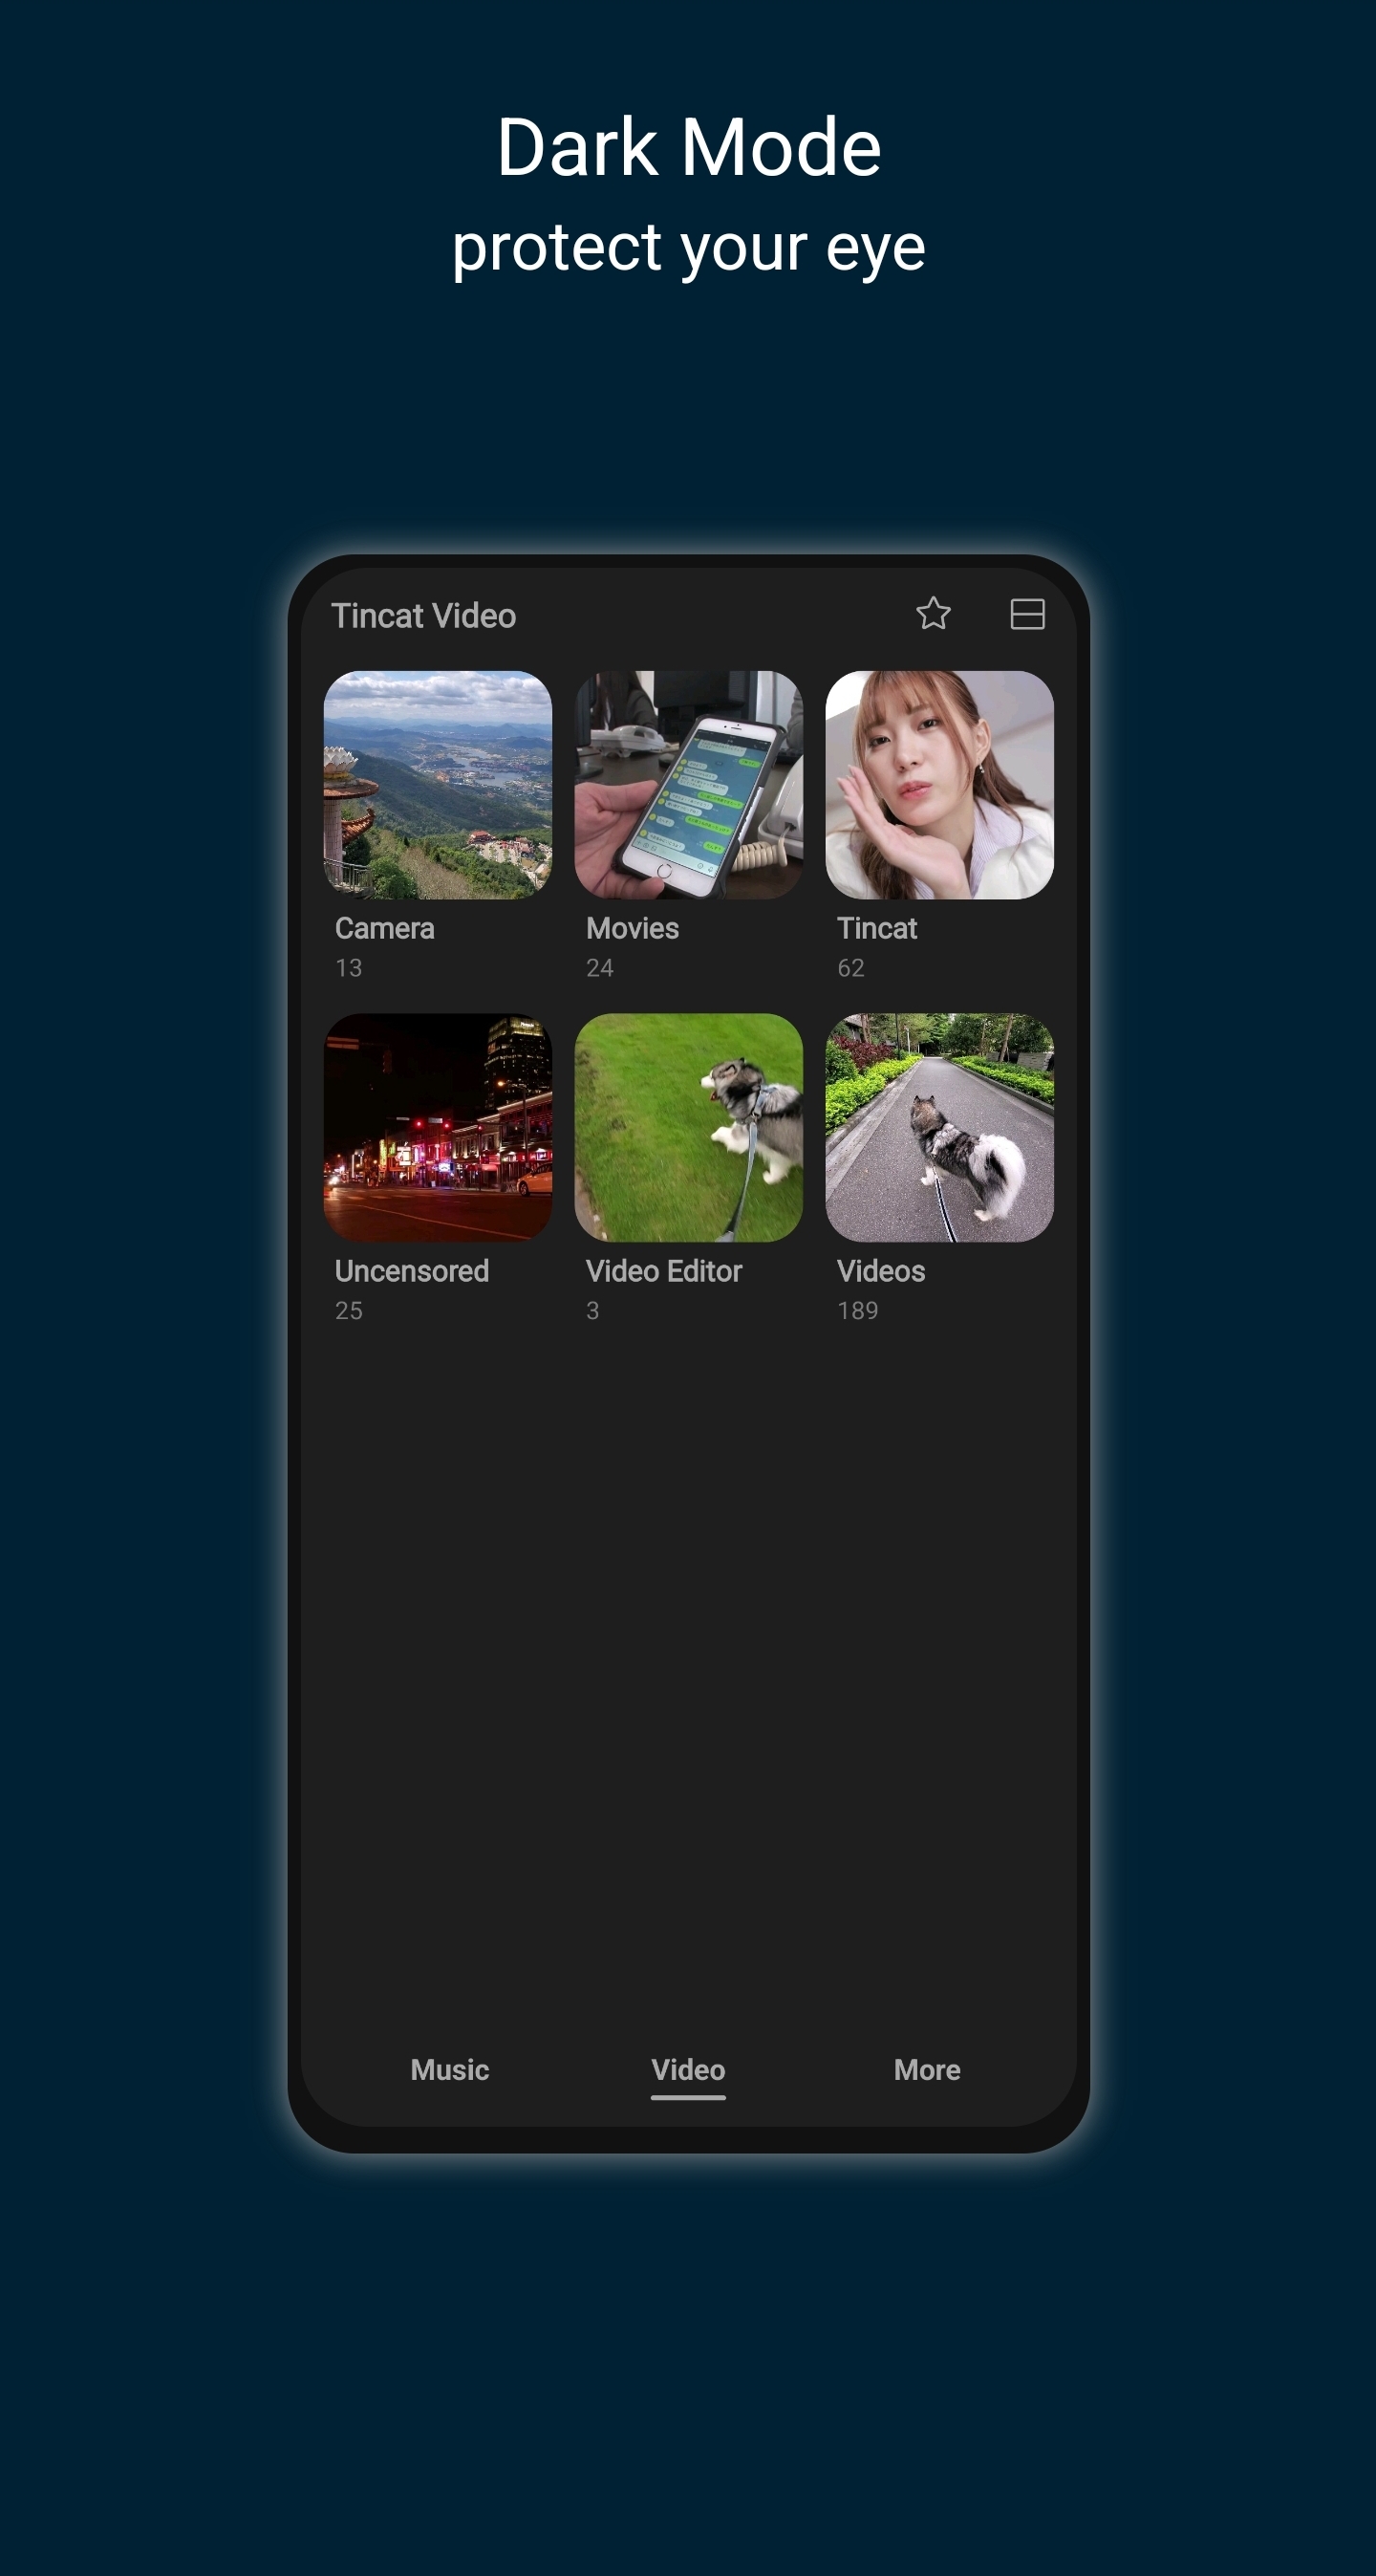 Dark Mode
protect your eye
Tincat Video
Camera
Movies
Tincat
13
24
62
Uncensored
Video Editor
Videos
25
3
189
Music
Video
More